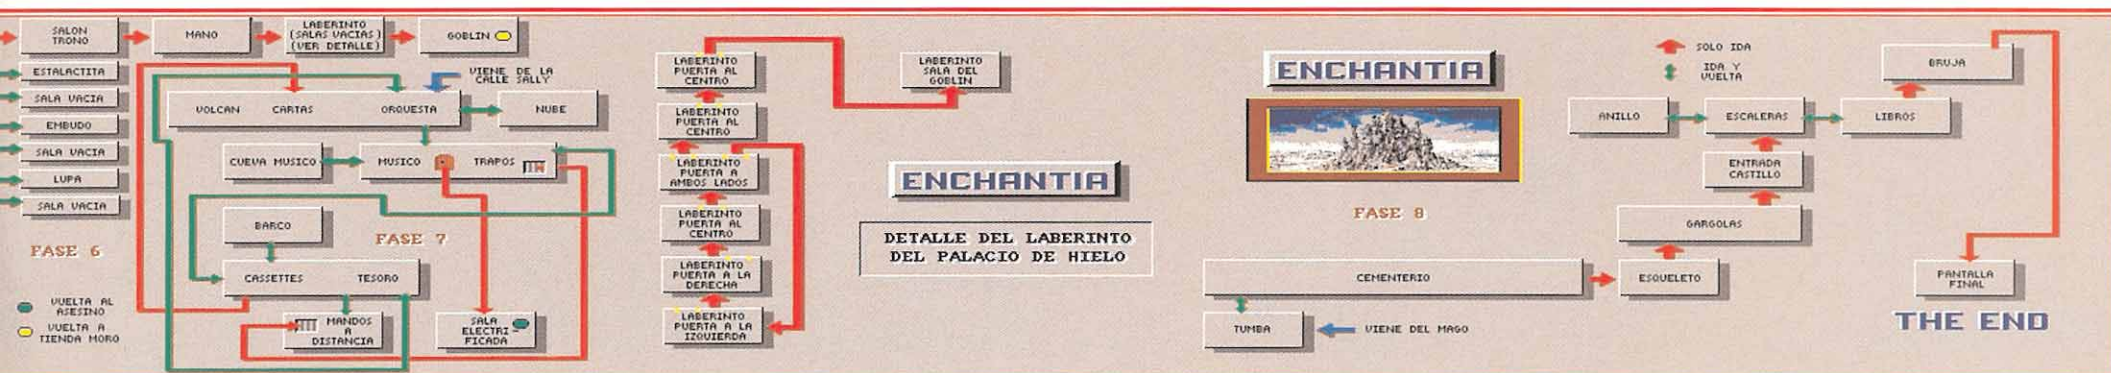 SALON
TRONO
MANO
LABERINTO
(SALAS VACIAS)
(VER DETALLE)
GOBLIN
ESTALACTITA
SALA VACIA
EMBUDO
SALA VACIA
LUPA
SALA VACIA
FASE 6
VUELTA AL
ASESINO
VUELTA A
TIENDA MORO
VIENE DE LA
CALLE SALLY
VOLCAN CARTAS ORQUESTA
NUBE
CUEVA MUSICO
MUSICO TRAPOS
BARCO
FASE 7
CASSETTES TESORO
MANDOS
A
DISTANCIA
SALA
ELECTRI-
FICADA
LABERINTO
PUERTA AL
CENTRO
LABERINTO
PUERTA AL
CENTRO
LABERINTO
PUERTA A
AMBOS LADOS
LABERINTO
PUERTA AL
CENTRO
LABERINTO
PUERTA A LA
DERECHA
LABERINTO
PUERTA A LA
IZQUIERDA
LABERINTO
SALA DEL
GOBLIN
ENCHANTIA
DETALLE DEL LABERINTO
DEL PALACIO DE HIELO
ENCHANTIA
FASE 8
SOLO IDA
IDA Y
VUELTA
BRUJA
ANILLO
ESCALERAS
LIBROS
ENTRADA
CASTILLO
GARGOLAS
CEMENTERIO
ESQUELETO
TUMBA
VIENE DEL MAGO
PANTALLA
FINAL
THE END